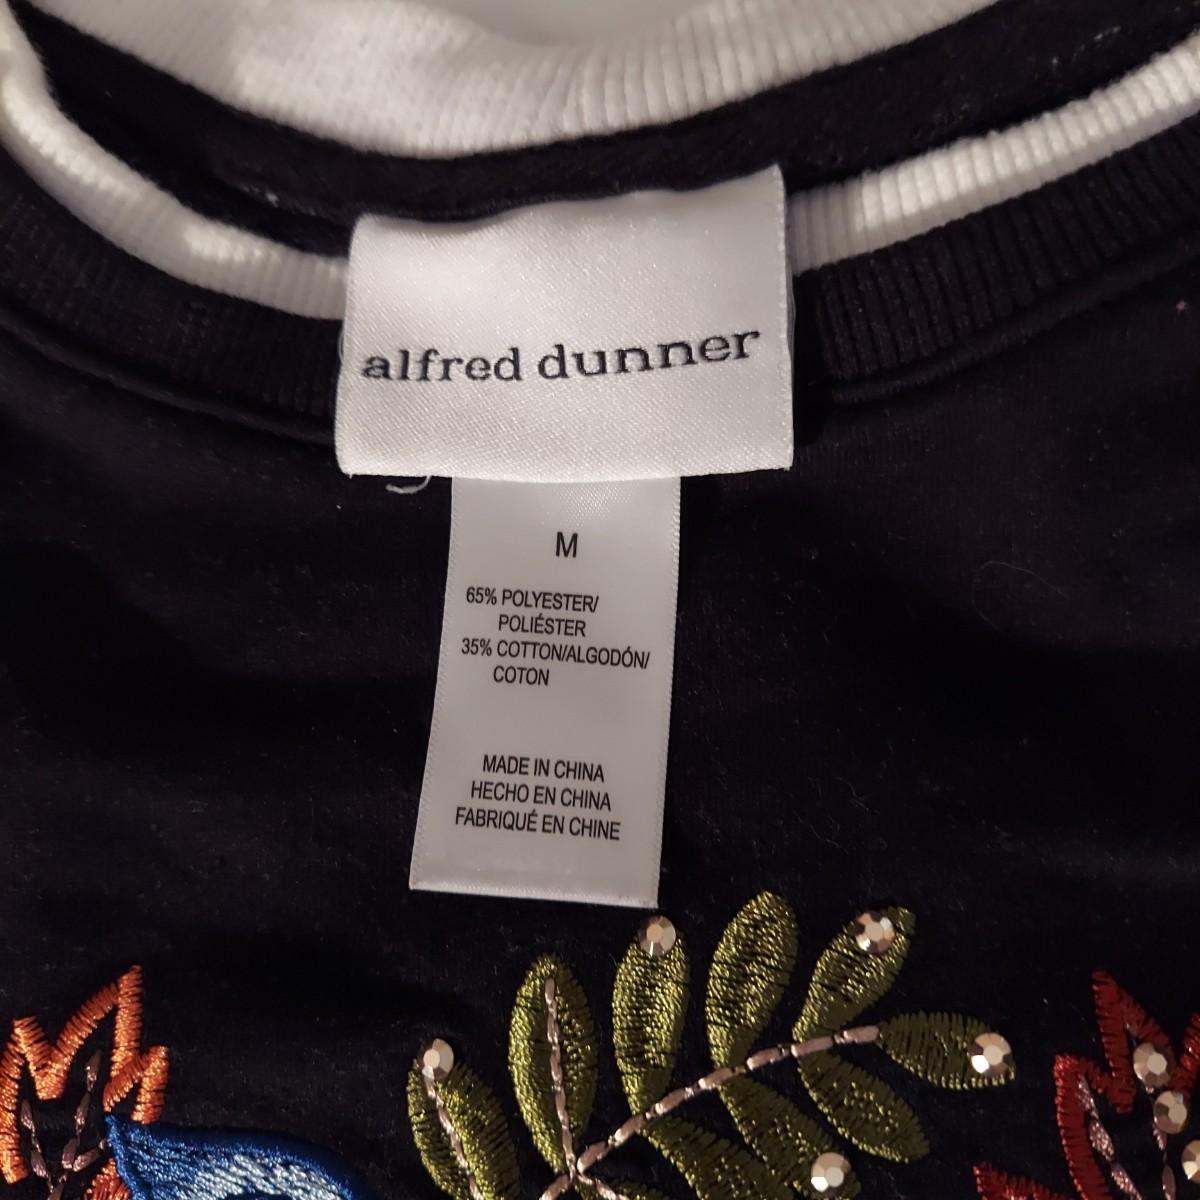 alfred dunner
M
65% POLYESTER/
POLIÉSTER
35% COTTON/ALGODÓN/
COTON
MADE IN CHINA
HECHO EN CHINA
FABRIQUÉ EN CHINE